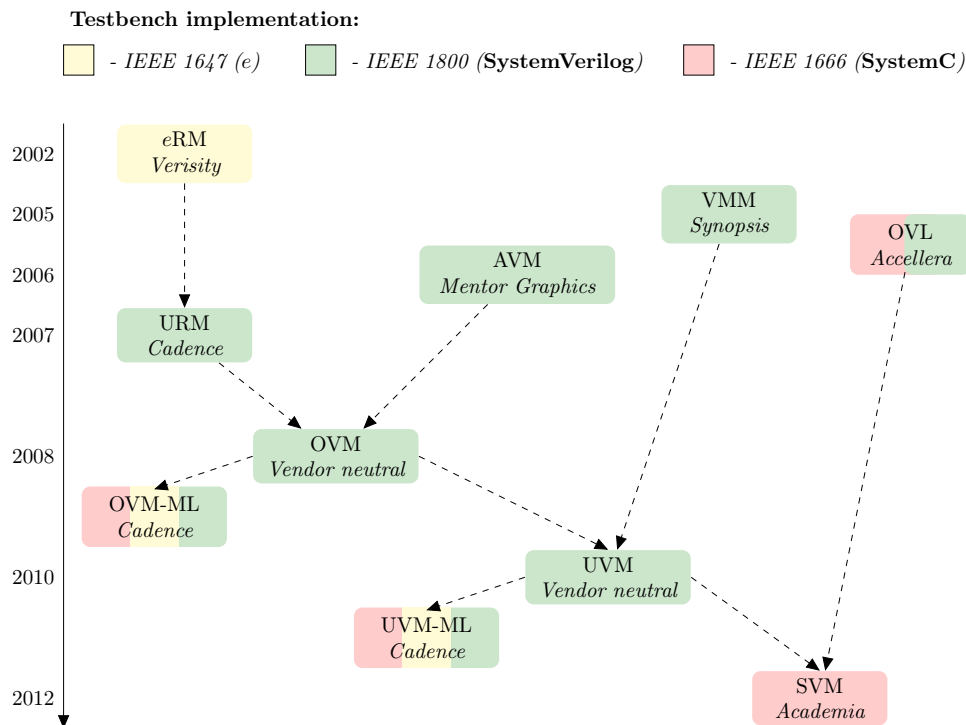 Testbench implementation:
- IEEE 1647 (e) - IEEE 1800 (SystemVerilog) - IEEE 1666 (SystemC)
2002
eRM
Verisity
2005
VMM
Synopsis
OVL
Accellera
2006
AVM
Mentor Graphics
2007
URM
Cadence
2008
OVM
Vendor neutral
OVM-ML
Cadence
2010
UVM
Vendor neutral
UVM-ML
Cadence
2012
SVM
Academia